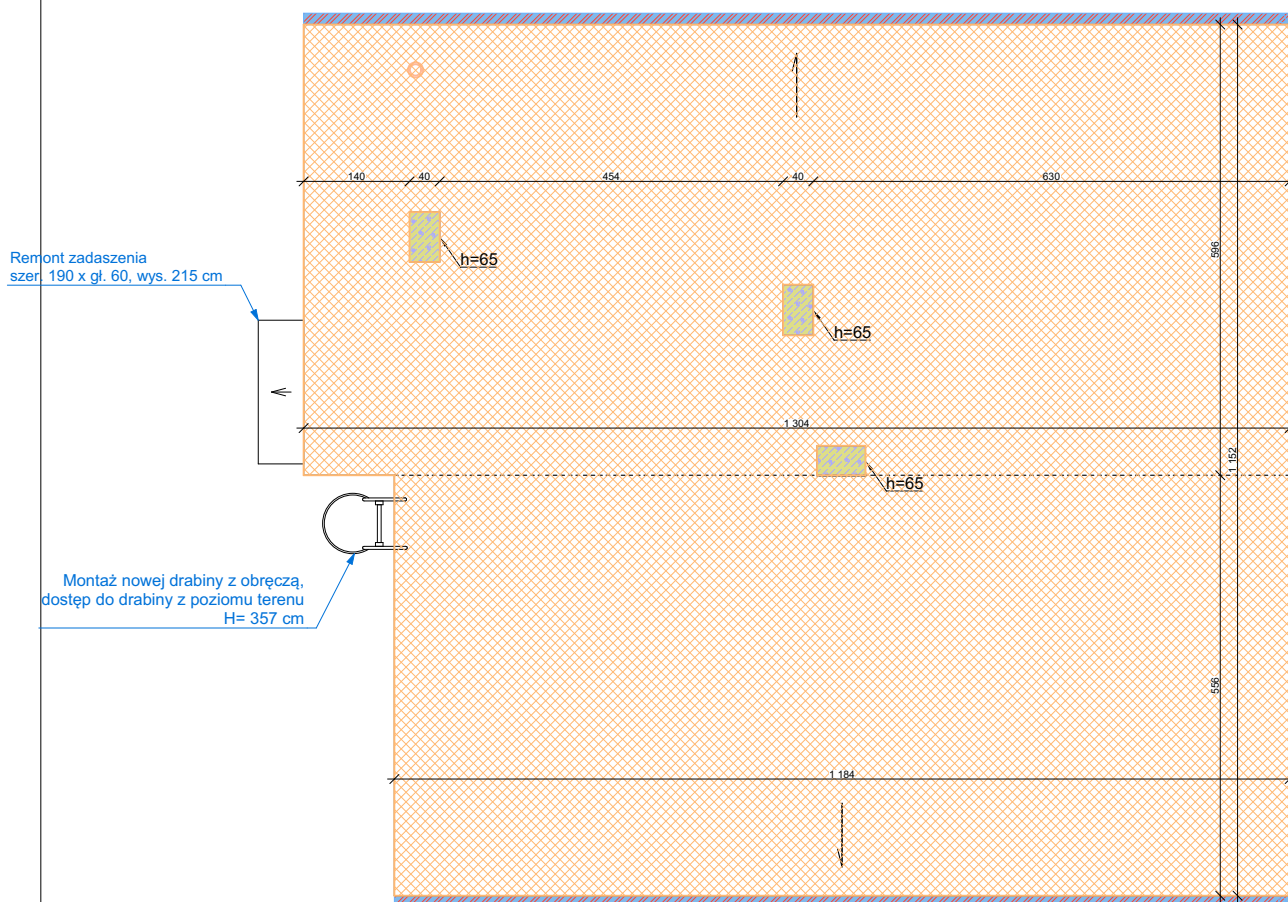 140
40
454
40
630
596
h=65
Remont zadaszenia
szer. 190 x gł. 60, wys. 215 cm
h=65
1 304
1 152
h=65
Montaż nowej drabiny z obręczą,
dostęp do drabiny z poziomu terenu
H= 357 cm
556
1 184